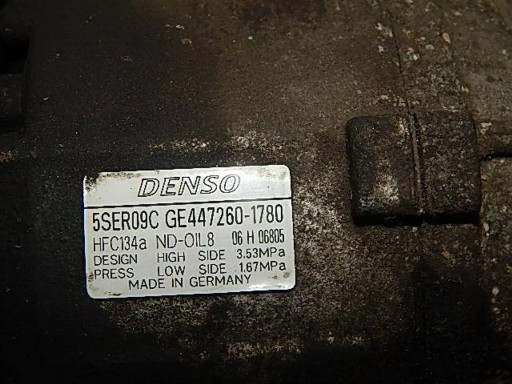 DENSO
5SER09C GE447260-1780
HFC134a ND-OIL8 06 H 06805
DESIGN HIGH SIDE 3.53MPa
PRESS LOW SIDE 1.67MPa
MADE IN GERMANY